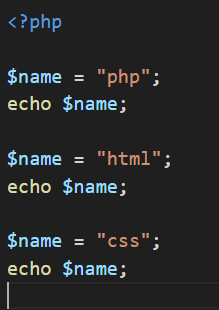 <?php
$name = "php";
echo $name;
$name = "html";
echo $name;
$name = "css";
echo $name;